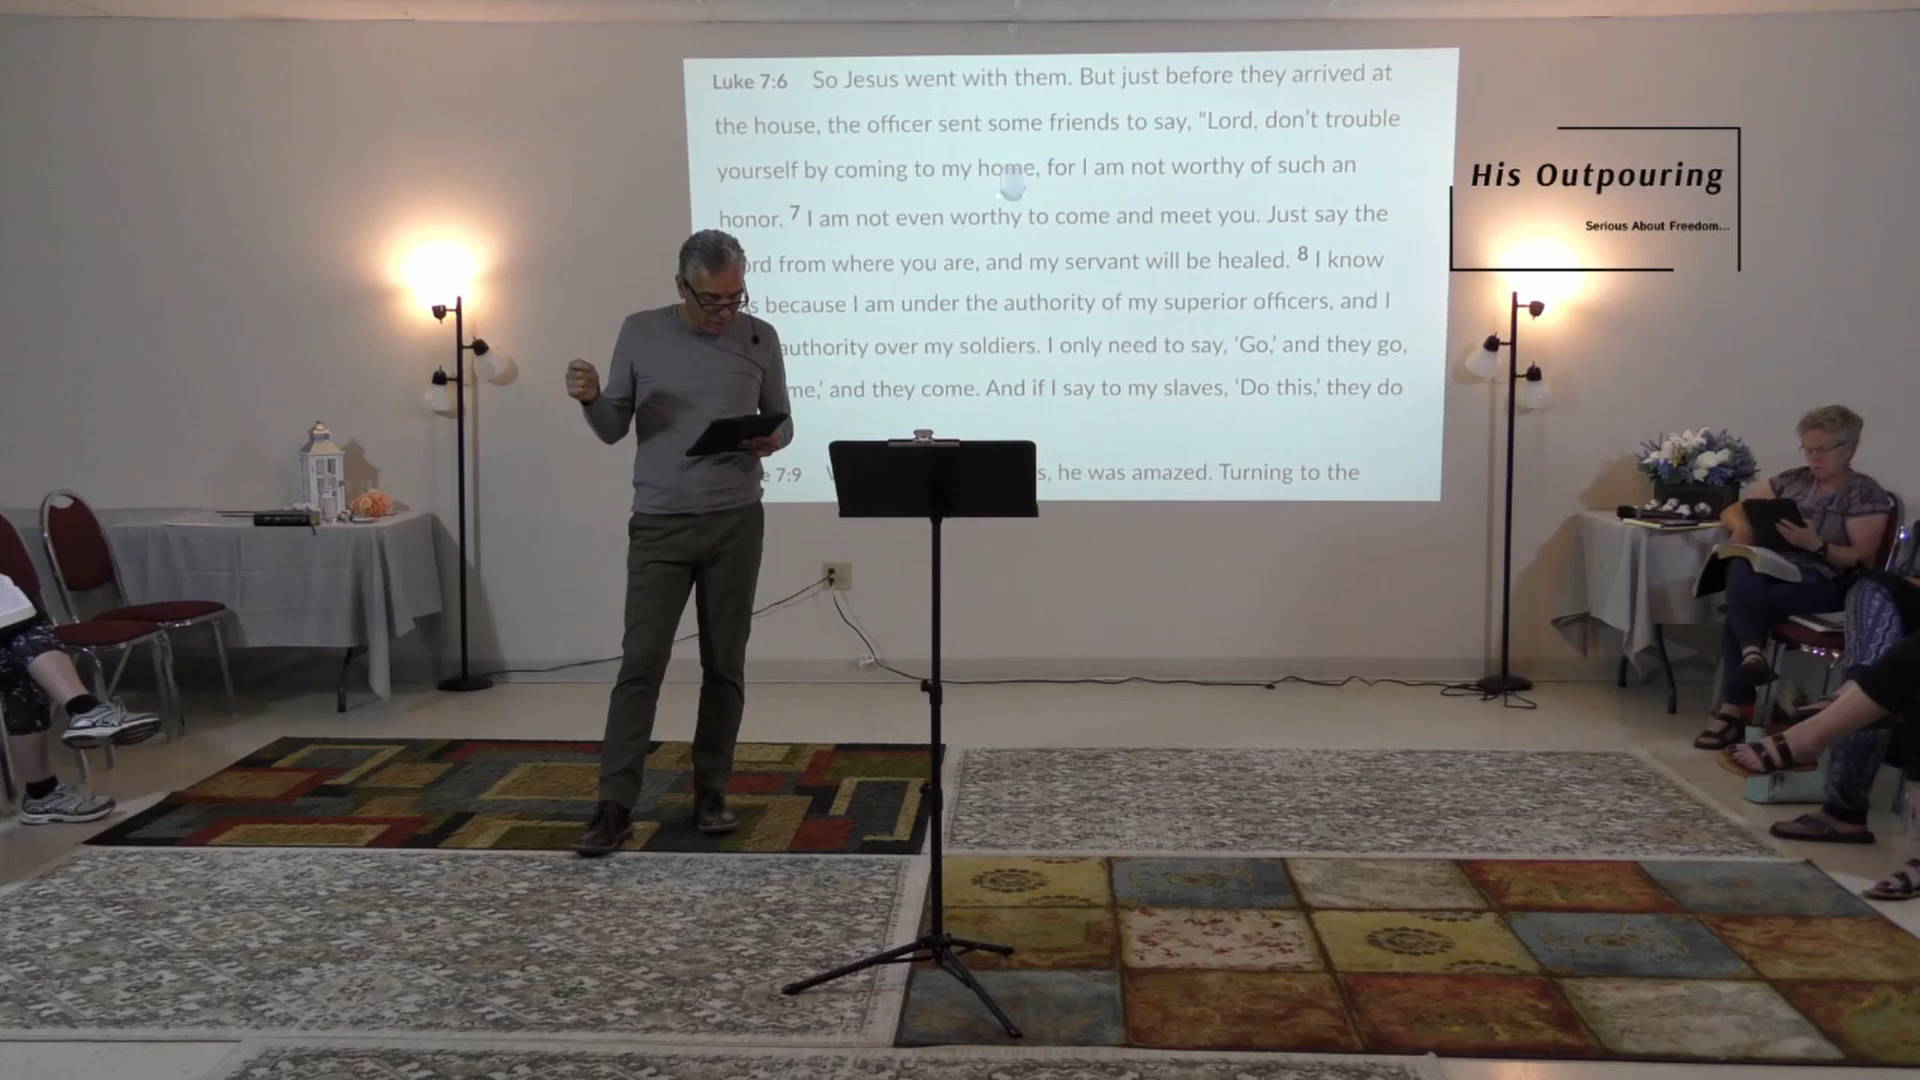 Luke 7:6 So Jesus went with them. But just before they arrived at
the house, the officer sent some friends to say, “Lord, don’t trouble
yourself by coming to my home, for I am not worthy of such an
honor. 7 I am not even worthy to come and meet you. Just say the
from where you are, and my servant will be healed. 8 I know
because I am under the authority of my superior officers, and I
authority over my soldiers. I only need to say, ‘Go,’ and they go,
and they come. And if I say to my slaves, ‘Do this,’ they do
7:9 he was amazed. Turning to the
His Outpouring
Serious About Freedom...